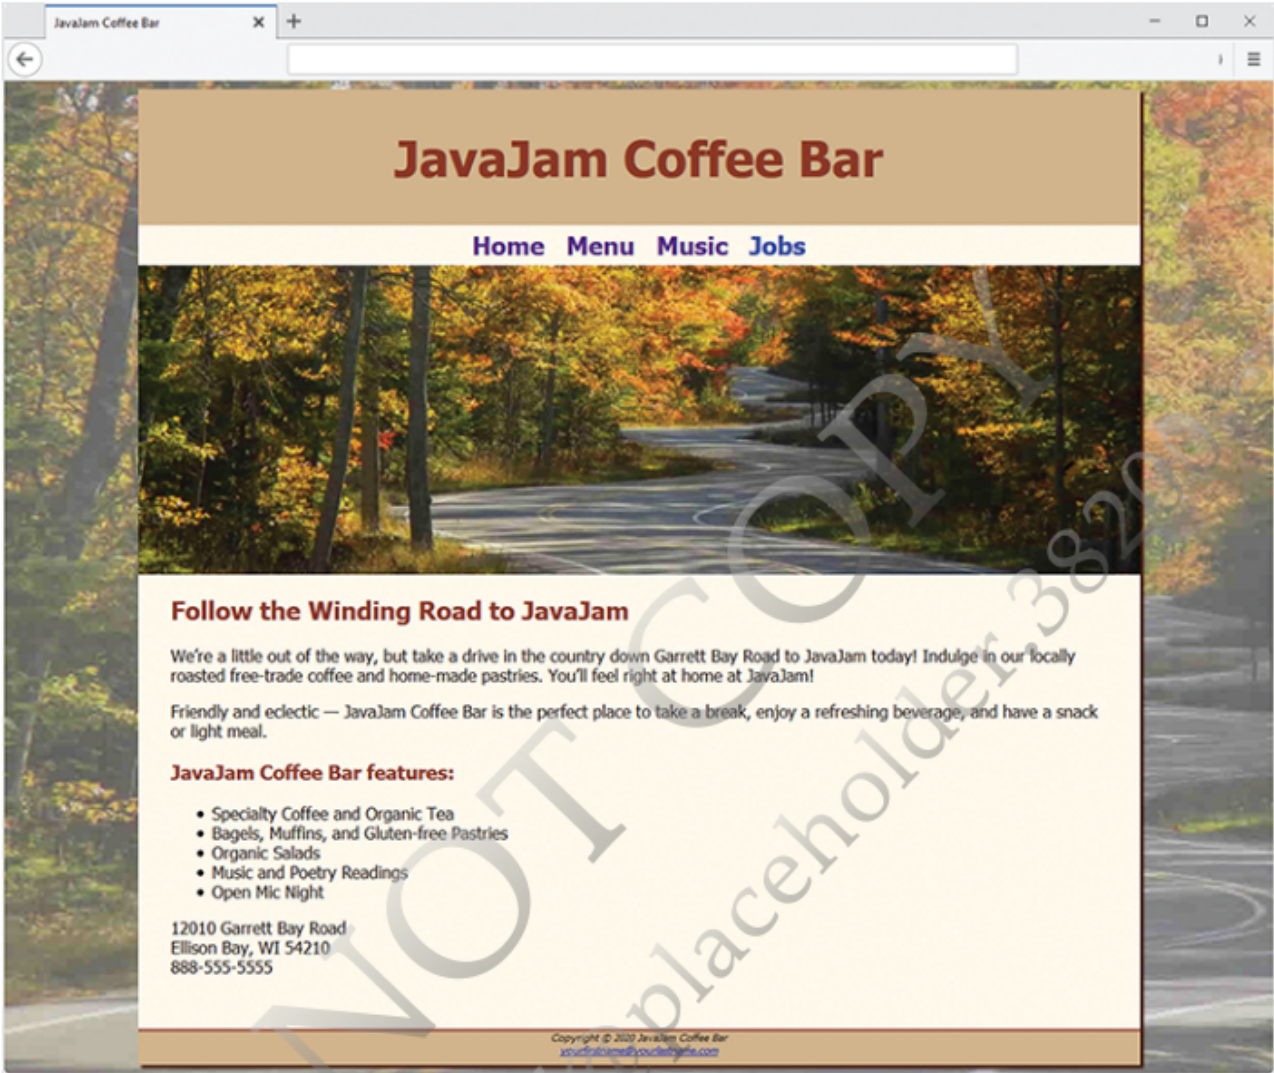 JavaJam Coffee Bar
JavaJam Coffee Bar
Home Menu Music Jobs
Follow the Winding Road to JavaJam
We're a little out of the way, but take a drive in the country down Garrett Bay Road to JavaJam today! Indulge in our locally
roasted free-trade coffee and home-made pastries. You'll feel right at home at JavaJam!
Friendly and eclectic — JavaJam Coffee Bar is the perfect place to take a break, enjoy a refreshing beverage, and have a snack
or light meal.
JavaJam Coffee Bar features:
• Specialty Coffee and Organic Tea
• Bagels, Muffins, and Gluten-free Pastries
• Organic Salads
• Music and Poetry Readings
• Open Mic Night
12010 Garrett Bay Road
Ellison Bay, WI 54210
888-555-5555
Copyright © 2020 JavaJam Coffee Bar
yourfirstname@yourlastname.com
NOT COPY
placeholder.3820